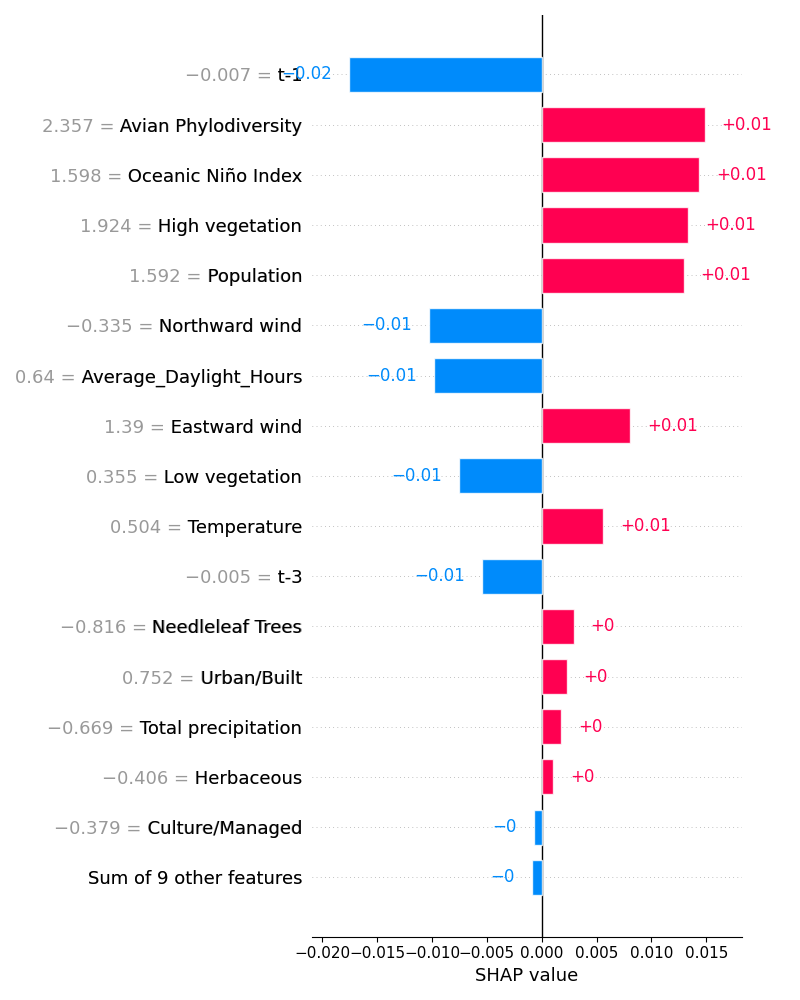 −0.007 = t-1 −0.02
2.357 = Avian Phylodiversity +0.01
1.598 = Oceanic Niño Index +0.01
1.924 = High vegetation +0.01
1.592 = Population +0.01
−0.335 = Northward wind −0.01
0.64 = Average_Daylight_Hours −0.01
1.39 = Eastward wind +0.01
0.355 = Low vegetation −0.01
0.504 = Temperature +0.01
−0.005 = t-3 −0.01
−0.816 = Needleleaf Trees +0
0.752 = Urban/Built +0
−0.669 = Total precipitation +0
−0.406 = Herbaceous +0
−0.379 = Culture/Managed −0
Sum of 9 other features −0
−0.020 −0.015 −0.010 −0.005 0.000 0.005 0.010 0.015
SHAP value